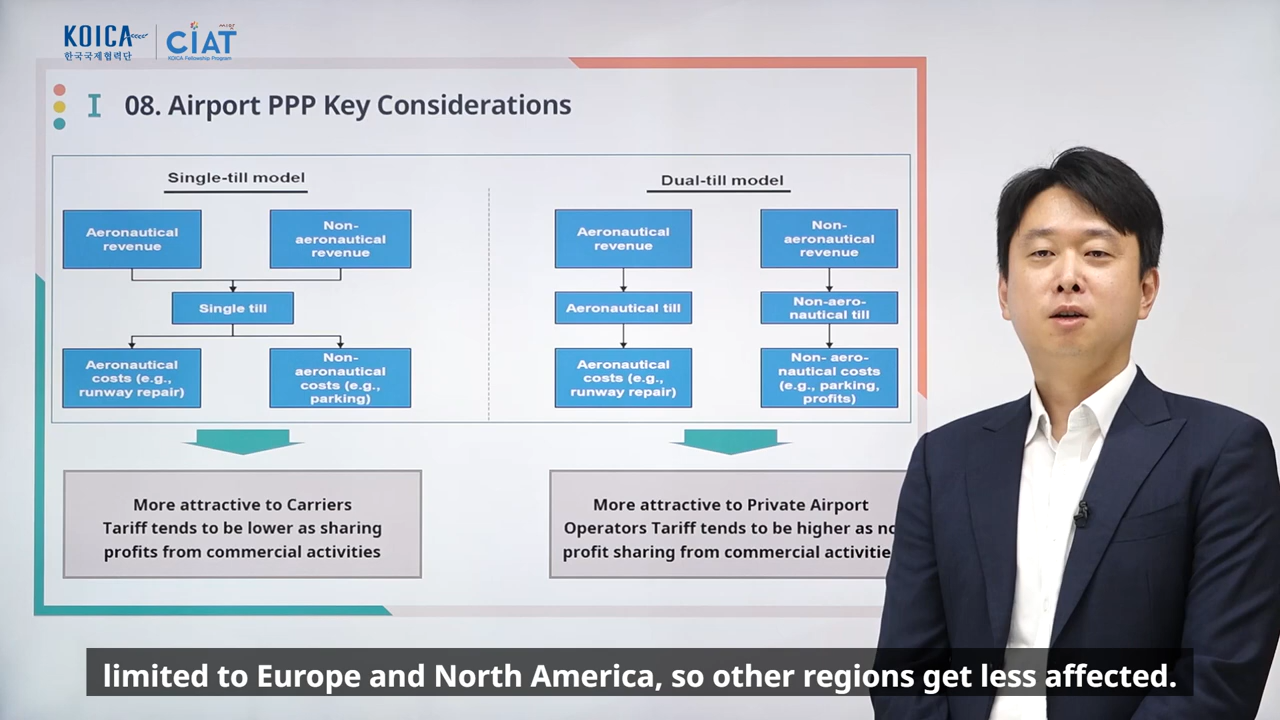 KOICA
한국국제협력단
CIAT
KOICA Fellowship Program
I 08. Airport PPP Key Considerations
Single-till model
Aeronautical
revenue
Non-
aeronautical
revenue
Single till
Aeronautical
costs (e.g.,
runway repair)
Non-
aeronautical
costs (e.g.,
parking)
Dual-till model
Aeronautical
revenue
Non-
aeronautical
revenue
Aeronautical till
Non-aero-
nautical till
Aeronautical
costs (e.g.,
runway repair)
Non- aero-
nautical costs
(e.g., parking,
profits)
More attractive to Carriers
Tariff tends to be lower as sharing
profits from commercial activities
More attractive to Private Airport
Operators Tariff tends to be higher as no
profit sharing from commercial activitie
limited to Europe and North America, so other regions get less affected.